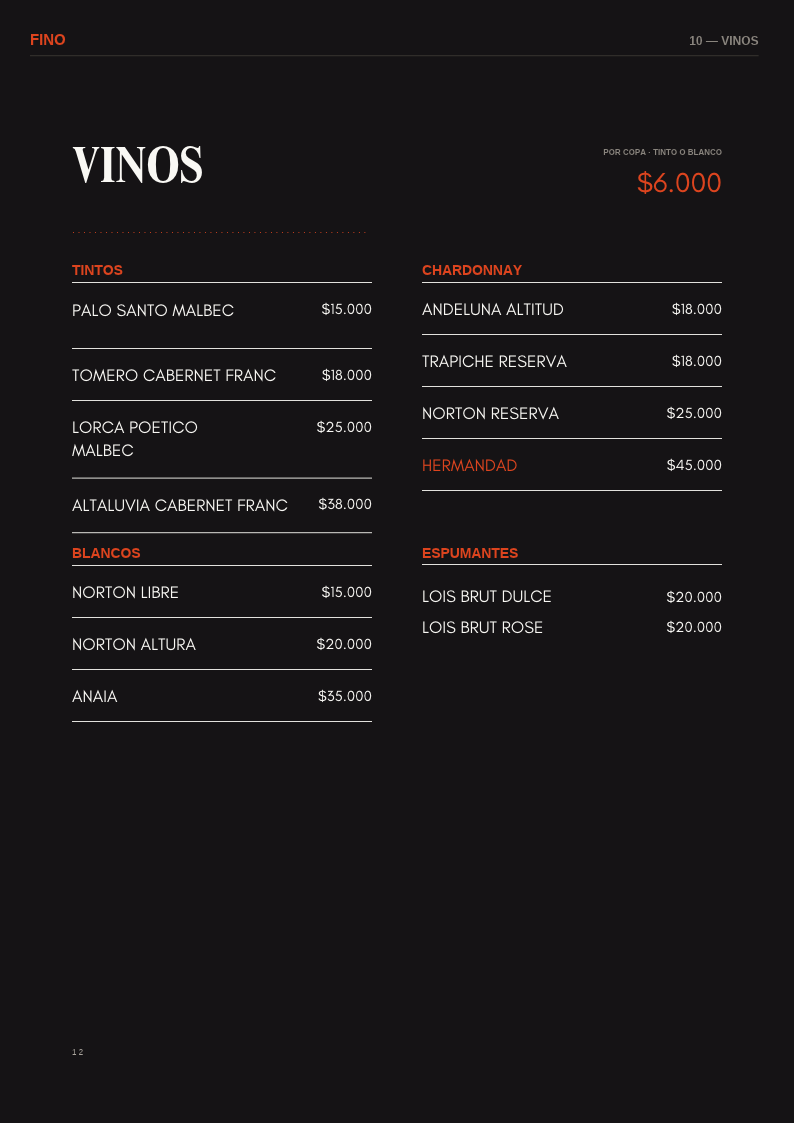 FINO
10 — VINOS
VINOS
POR COPA · TINTO O BLANCO
$6.000
TINTOS
PALO SANTO MALBEC $15.000
TOMERO CABERNET FRANC $18.000
LORCA POETICO $25.000
MALBEC
ALTALUVIA CABERNET FRANC $38.000
BLANCOS
NORTON LIBRE $15.000
NORTON ALTURA $20.000
ANAIA $35.000
CHARDONNAY
ANDELUNA ALTITUD $18.000
TRAPICHE RESERVA $18.000
NORTON RESERVA $25.000
HERMANDAD $45.000
ESPUMANTES
LOIS BRUT DULCE $20.000
LOIS BRUT ROSE $20.000
12